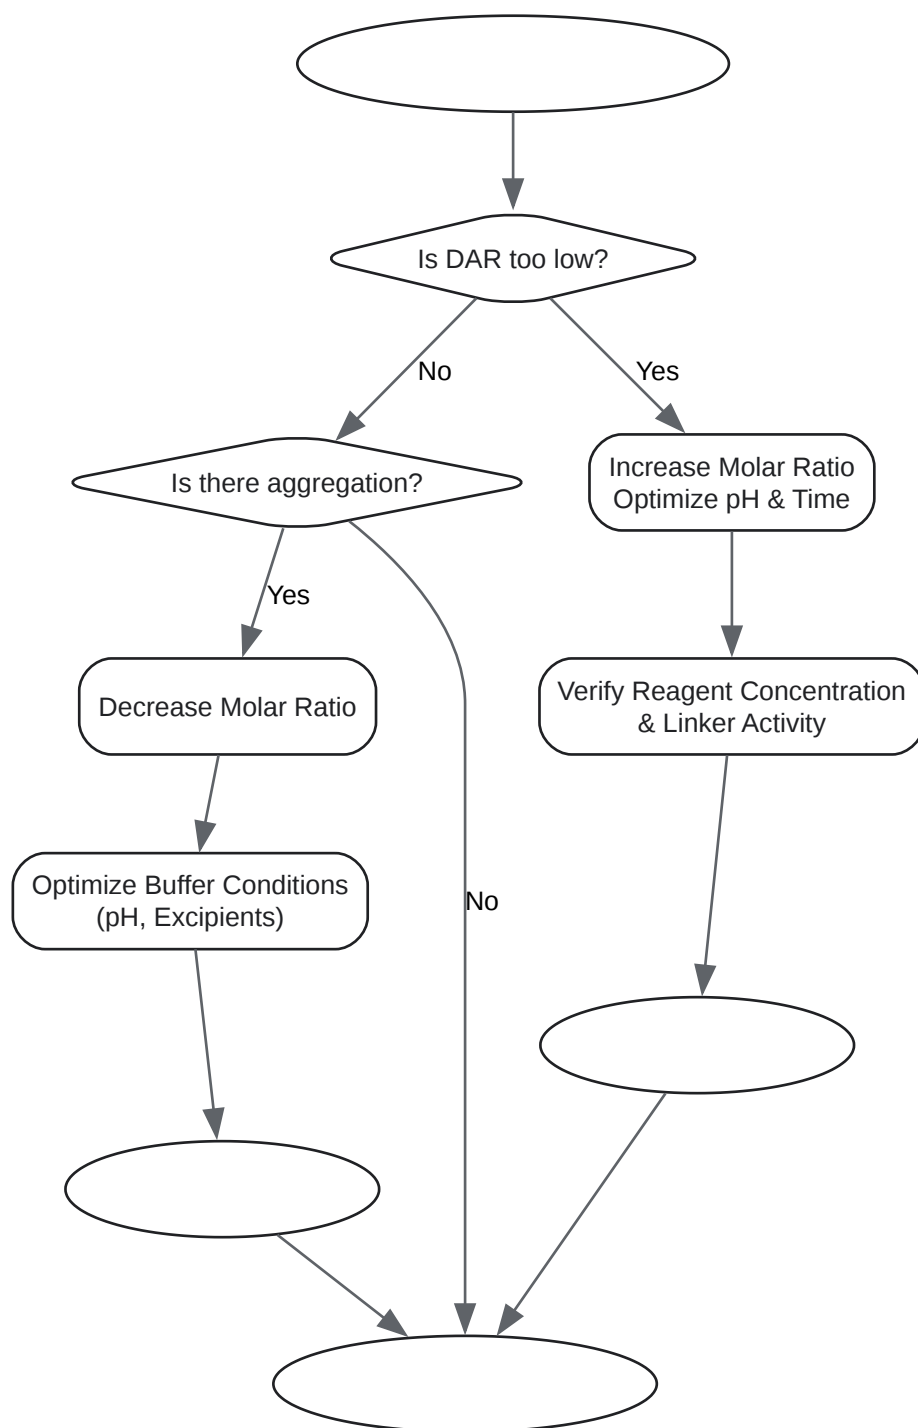 Is DAR too low?
No
Yes
Is there aggregation?
Increase Molar Ratio
Optimize pH & Time
Yes
Decrease Molar Ratio
Verify Reagent Concentration
& Linker Activity
Optimize Buffer Conditions
(pH, Excipients)
No